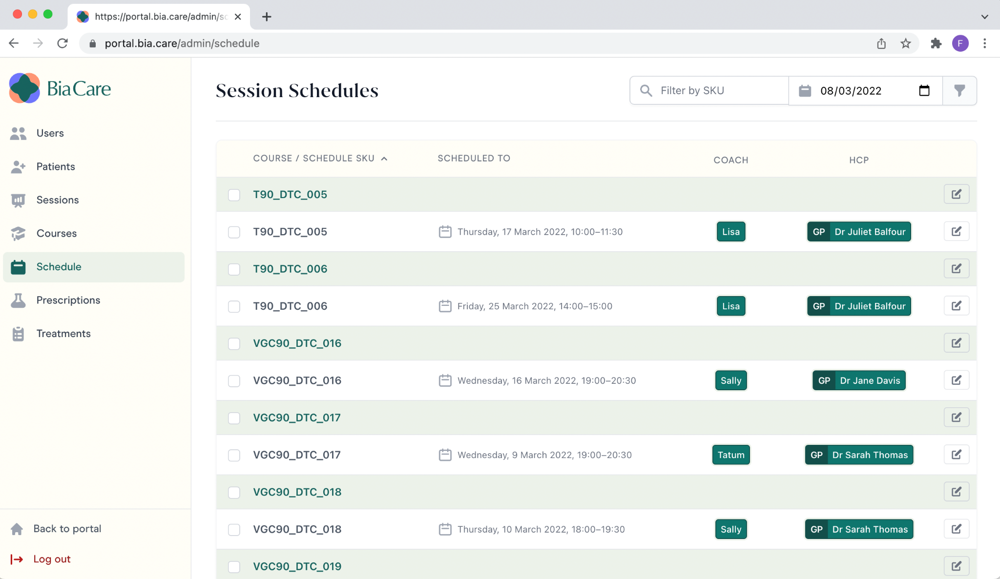 https://portal.bia.care/admin/sc
portal.bia.care/admin/schedule
F
Bia Care
Users
Patients
Sessions
Courses
Schedule
Prescriptions
Treatments
Back to portal
Log out
Session Schedules
Filter by SKU
08/03/2022
COURSE / SCHEDULE SKU SCHEDULED TO COACH HCP
T90_DTC_005
T90_DTC_005 Thursday, 17 March 2022, 10:00–11:30 Lisa GP Dr Juliet Balfour
T90_DTC_006
T90_DTC_006 Friday, 25 March 2022, 14:00–15:00 Lisa GP Dr Juliet Balfour
VGC90_DTC_016
VGC90_DTC_016 Wednesday, 16 March 2022, 19:00–20:30 Sally GP Dr Jane Davis
VGC90_DTC_017
VGC90_DTC_017 Wednesday, 9 March 2022, 19:00–20:30 Tatum GP Dr Sarah Thomas
VGC90_DTC_018
VGC90_DTC_018 Thursday, 10 March 2022, 18:00–19:30 Sally GP Dr Sarah Thomas
VGC90_DTC_019